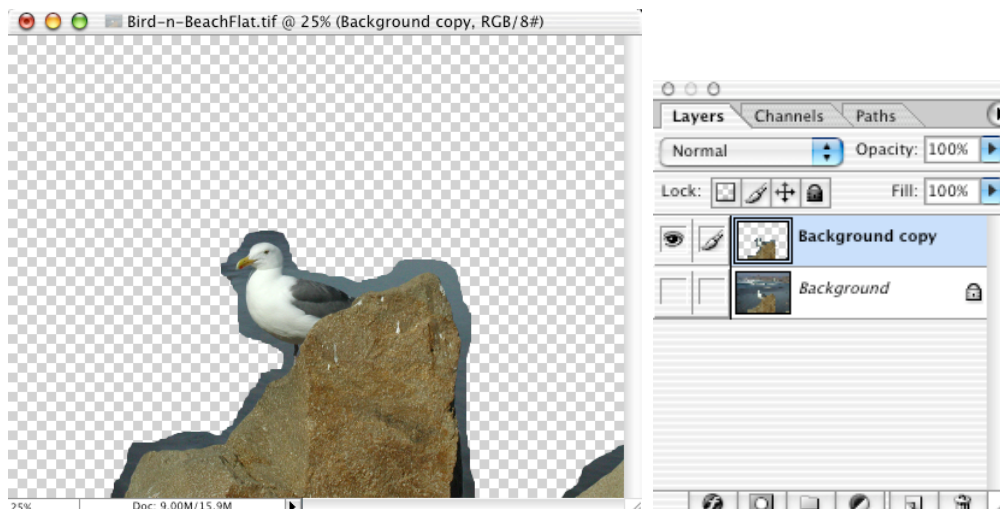 Bird-n-BeachFlat.tif @ 25% (Background copy, RGB/8#)
Layers Channels Paths
Normal Opacity: 100%
Lock: Fill: 100%
Background copy
Background
25% Doc: 9.00M/15.9M